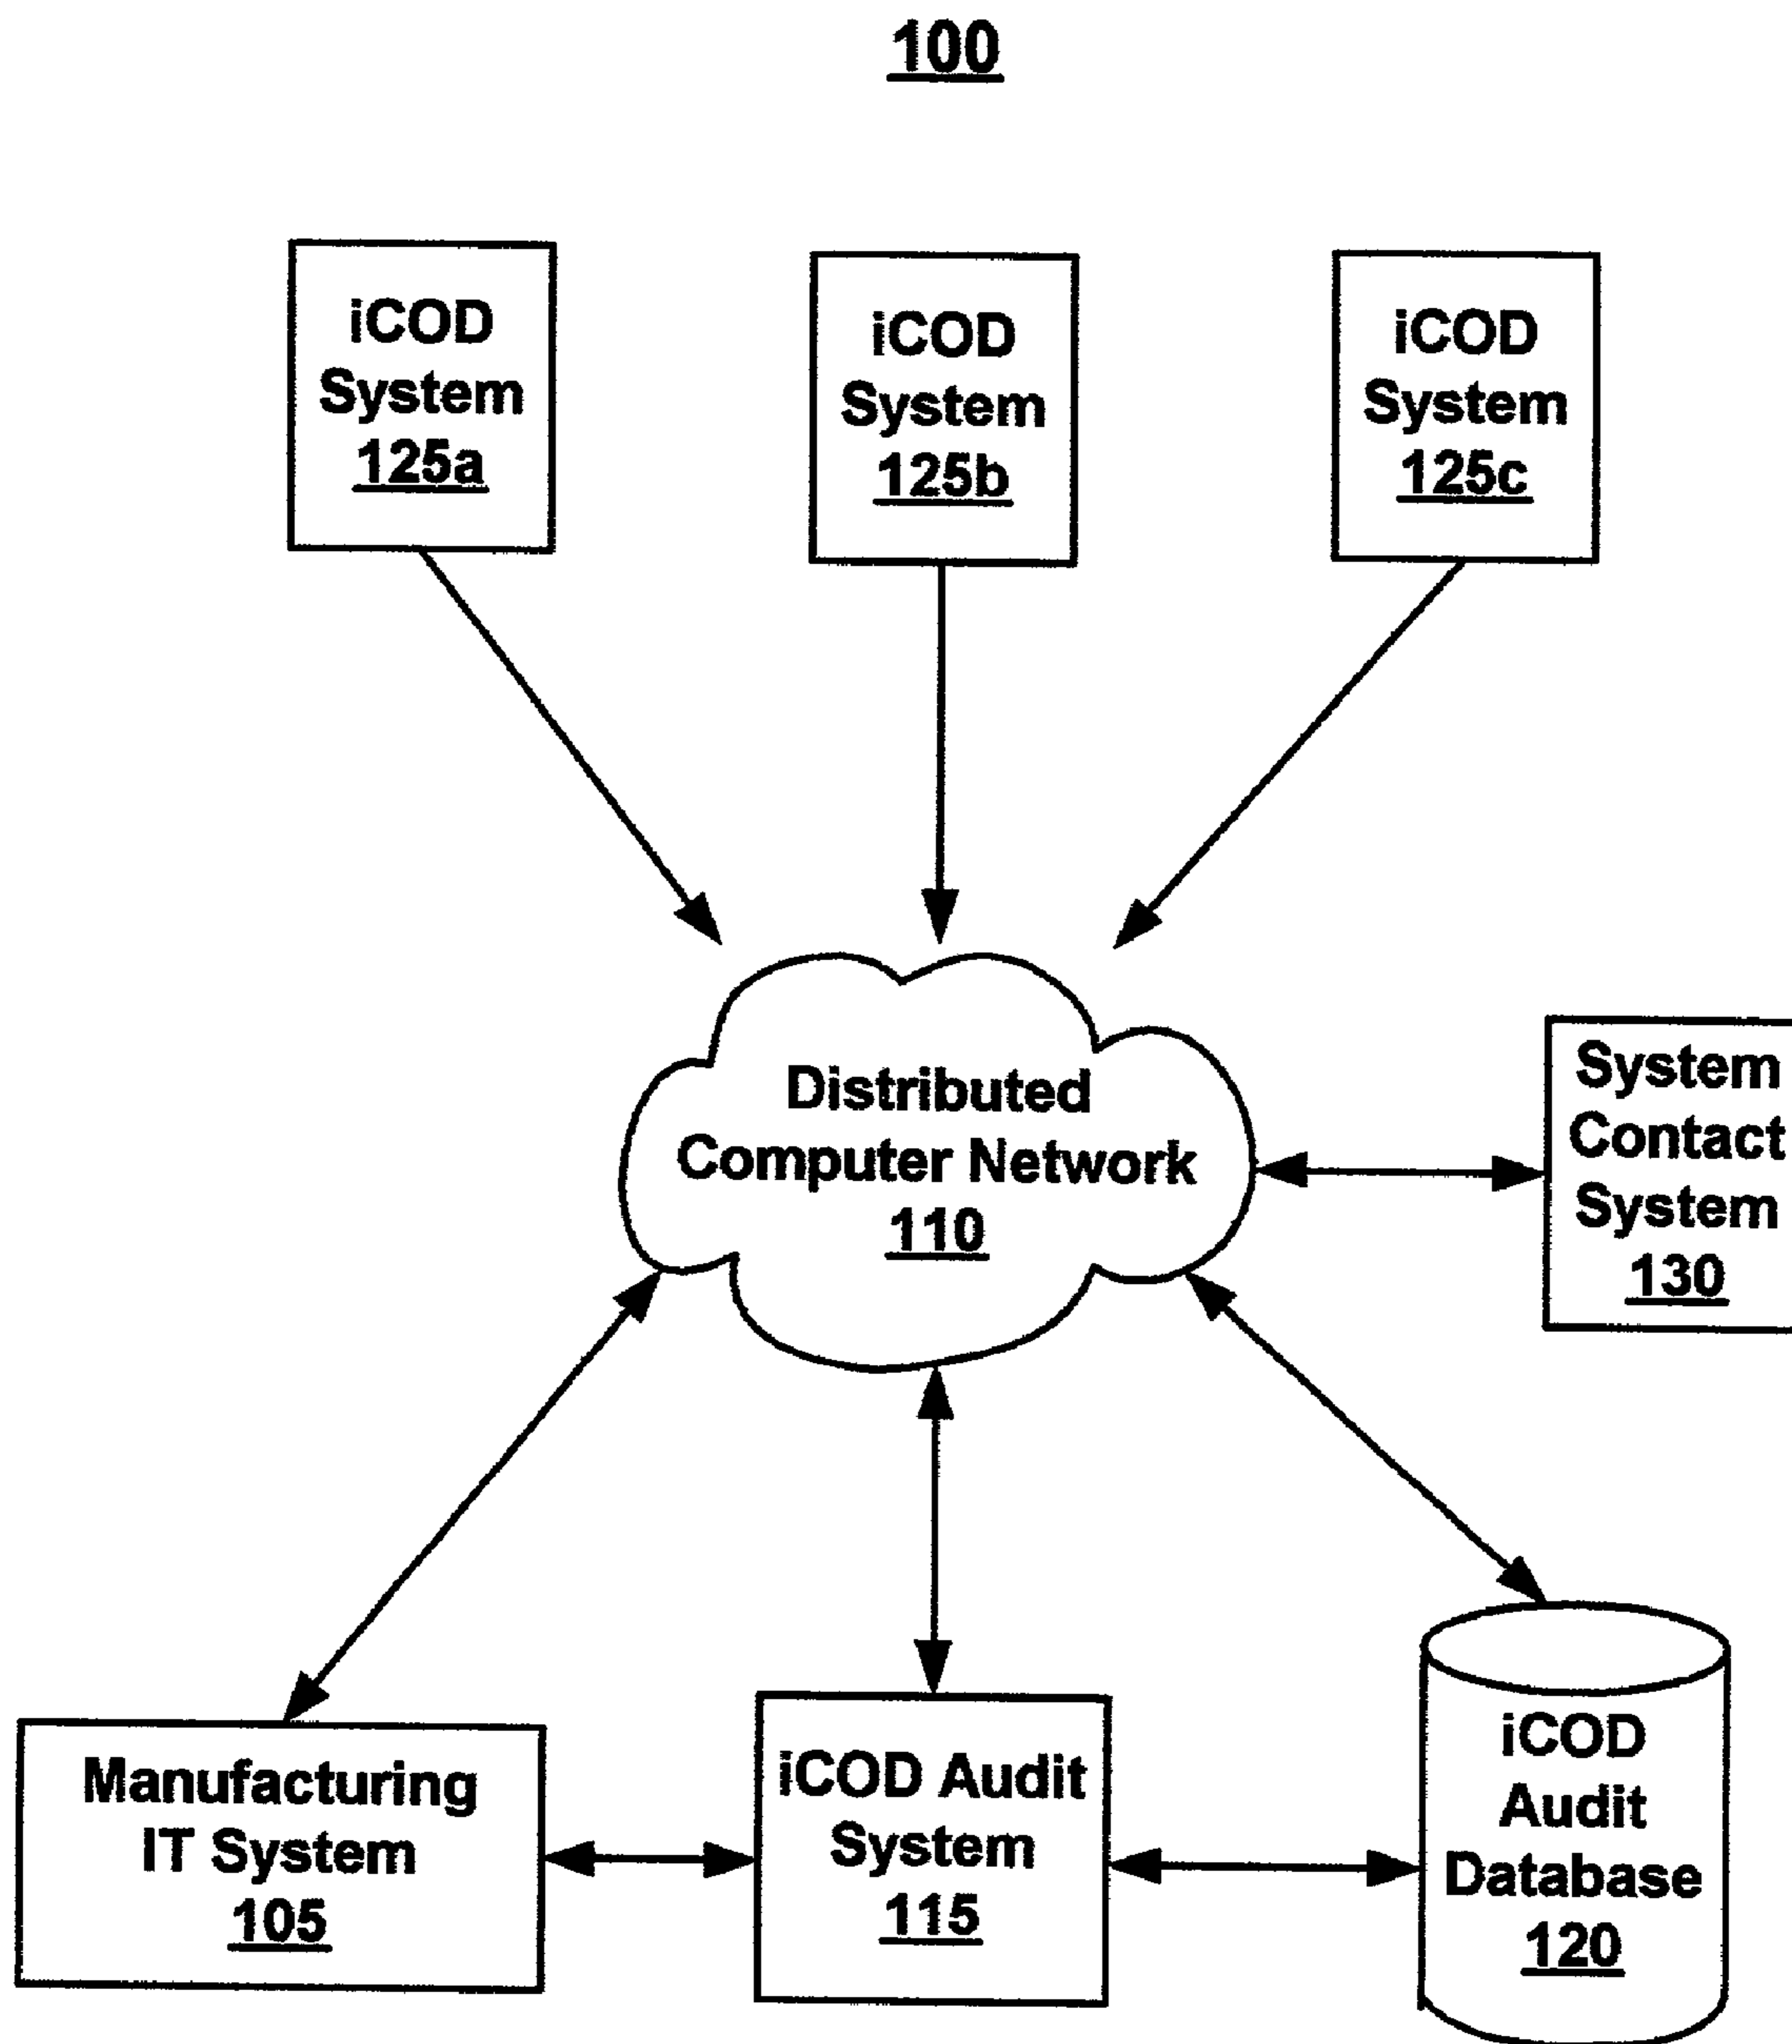 100
iCOD
System
125a
iCOD
System
125b
iCOD
System
125c
Distributed
Computer Network
110
System
Contact
System
130
Manufacturing
IT System
105
iCOD Audit
System
115
iCOD
Audit
Database
120